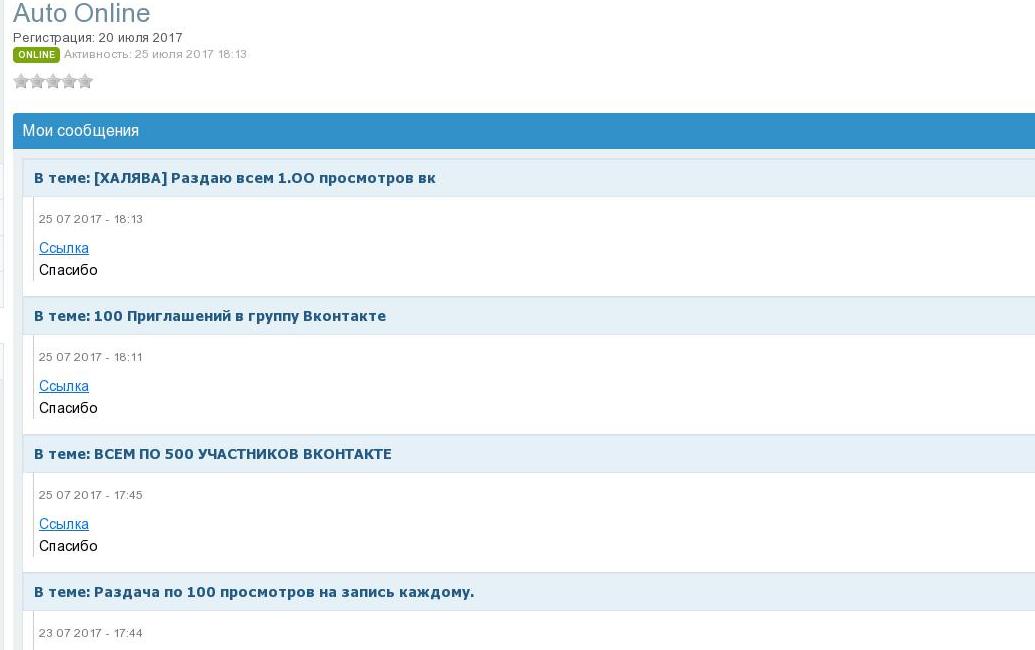 Auto Online
Регистрация: 20 июля 2017
ONLINE Активность: 25 июля 2017 18:13
Мои сообщения
В теме: [ХАЛЯВА] Раздаю всем 1.ОО просмотров вк
25 07 2017 - 18:13
Ссылка
Спасибо
В теме: 100 Приглашений в группу Вконтакте
25 07 2017 - 18:11
Ссылка
Спасибо
В теме: ВСЕМ ПО 500 УЧАСТНИКОВ ВКОНТАКТЕ
25 07 2017 - 17:45
Ссылка
Спасибо
В теме: Раздача по 100 просмотров на запись каждому.
23 07 2017 - 17:44